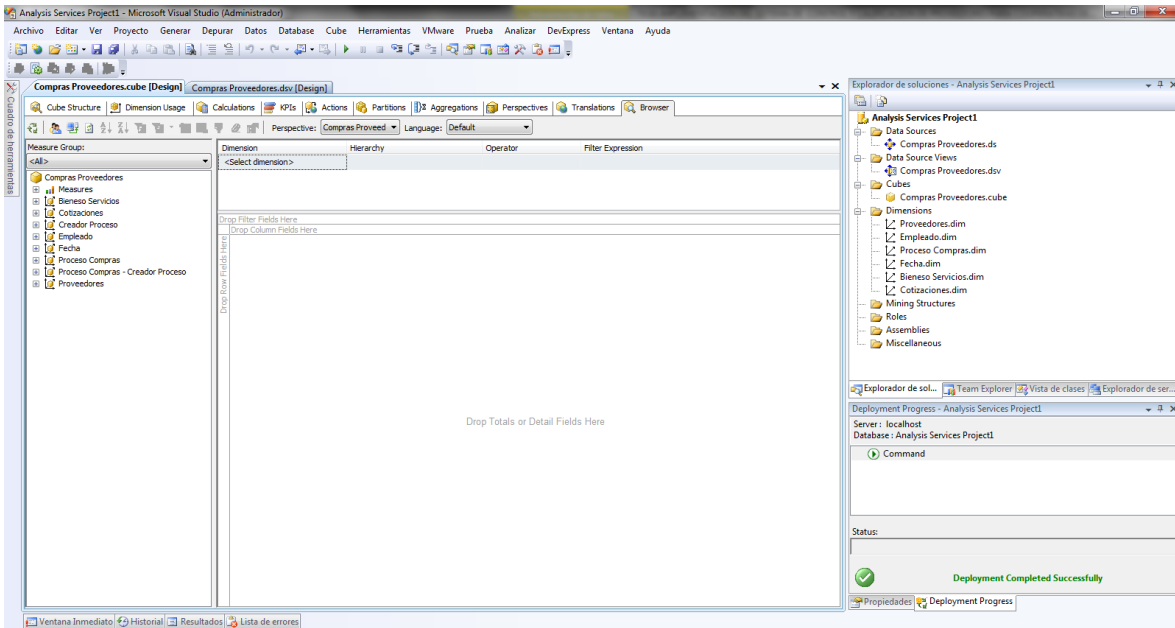 Analysis Services Project1 - Microsoft Visual Studio (Administrador)
Archivo Editar Ver Proyecto Generar Depurar Datos Database Cube Herramientas VMware Prueba Analizar DevExpress Ventana Ayuda
Cuadro de herramientas
Compras Proveedores.cube [Design] Compras Proveedores.dsv [Design]
Cube Structure Dimension Usage Calculations KPIs Actions Partitions Aggregations Perspectives Translations Browser
Perspective: Compras Proveed Language: Default
Measure Group:
<All>
Compras Proveedores
Measures
Bieneso Servicios
Cotizaciones
Creador Proceso
Empleado
Fecha
Proceso Compras
Proceso Compras - Creador Proceso
Proveedores
Dimension Hierarchy Operator Filter Expression
<Select dimension>
Drop Filter Fields Here
Drop Column Fields Here
Drop Row Fields Here
Drop Totals or Detail Fields Here
Explorador de soluciones - Analysis Services Project1
Analysis Services Project1
Data Sources
Compras Proveedores.ds
Data Source Views
Compras Proveedores.dsv
Cubes
Compras Proveedores.cube
Dimensions
Proveedores.dim
Empleado.dim
Proceso Compras.dim
Fecha.dim
Bieneso Servicios.dim
Cotizaciones.dim
Mining Structures
Roles
Assemblies
Miscellaneous
Explorador de sol... Team Explorer Vista de clases Explorador de ser...
Deployment Progress - Analysis Services Project1
Server : localhost
Database : Analysis Services Project1
Command
Status:
Deployment Completed Successfully
Propiedades Deployment Progress
Ventana Inmediato Historial Resultados Lista de errores